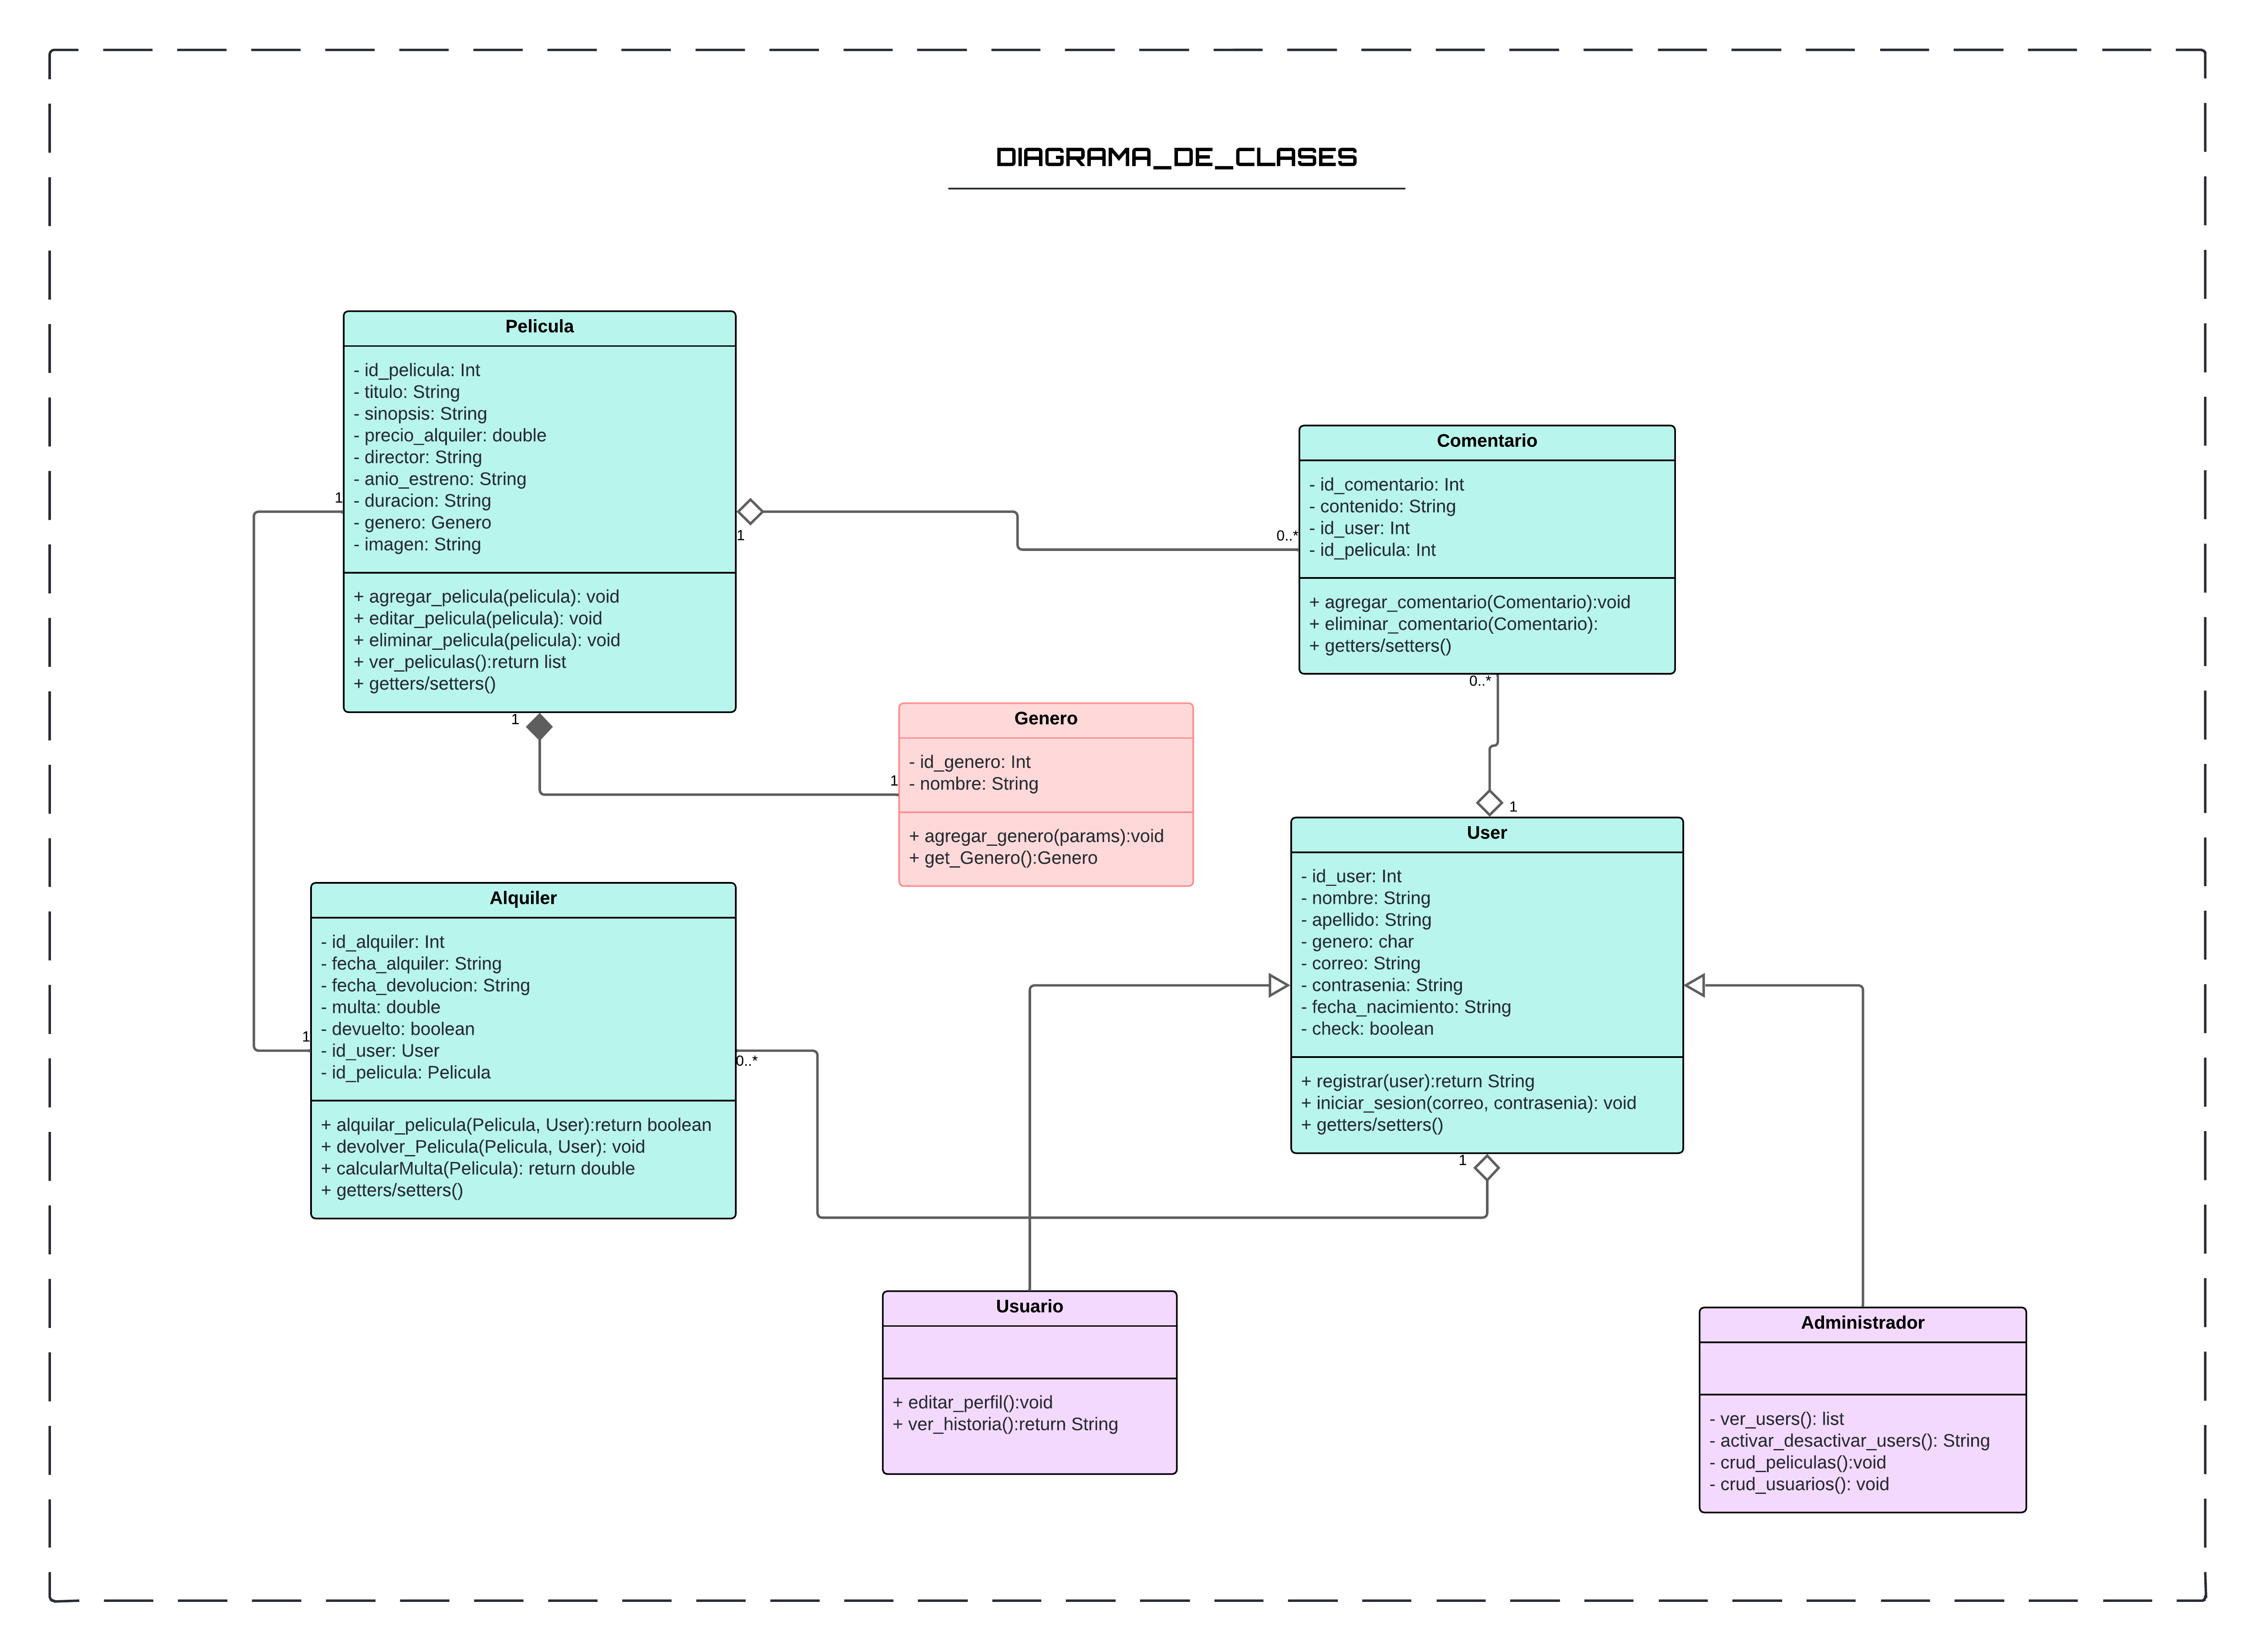 DIAGRAMA_DE_CLASES
Pelicula
- id_pelicula: Int
- titulo: String
- sinopsis: String
- precio_alquiler: double
- director: String
- anio_estreno: String
- duracion: String
- genero: Genero
- imagen: String
+ agregar_pelicula(pelicula): void
+ editar_pelicula(pelicula): void
+ eliminar_pelicula(pelicula): void
+ ver_peliculas():return list
+ getters/setters()
1
1
1
Comentario
- id_comentario: Int
- contenido: String
- id_user: Int
- id_pelicula: Int
+ agregar_comentario(Comentario):void
+ eliminar_comentario(Comentario):
+ getters/setters()
0..*
0..*
Genero
- id_genero: Int
- nombre: String
+ agregar_genero(params):void
+ get_Genero():Genero
1
User
- id_user: Int
- nombre: String
- apellido: String
- genero: char
- correo: String
- contrasenia: String
- fecha_nacimiento: String
- check: boolean
+ registrar(user):return String
+ iniciar_sesion(correo, contrasenia): void
+ getters/setters()
1
1
Alquiler
- id_alquiler: Int
- fecha_alquiler: String
- fecha_devolucion: String
- multa: double
- devuelto: boolean
- id_user: User
- id_pelicula: Pelicula
+ alquilar_pelicula(Pelicula, User):return boolean
+ devolver_Pelicula(Pelicula, User): void
+ calcularMulta(Pelicula): return double
+ getters/setters()
1
0..*
Usuario
+ editar_perfil():void
+ ver_historia():return String
Administrador
- ver_users(): list
- activar_desactivar_users(): String
- crud_peliculas():void
- crud_usuarios(): void